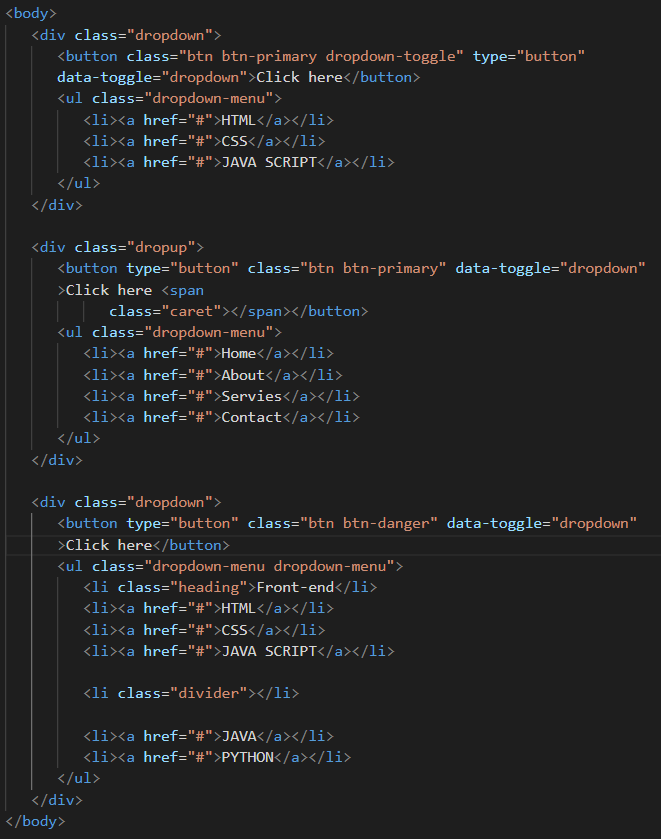 <body>
<div class="dropdown">
<button class="btn btn-primary dropdown-toggle" type="button"
data-toggle="dropdown">Click here</button>
<ul class="dropdown-menu">
<li><a href="#">HTML</a></li>
<li><a href="#">CSS</a></li>
<li><a href="#">JAVA SCRIPT</a></li>
</ul>
</div>
<div class="dropup">
<button type="button" class="btn btn-primary" data-toggle="dropdown"
>Click here <span
class="caret"></span></button>
<ul class="dropdown-menu">
<li><a href="#">Home</a></li>
<li><a href="#">About</a></li>
<li><a href="#">Servies</a></li>
<li><a href="#">Contact</a></li>
</ul>
</div>
<div class="dropdown">
<button type="button" class="btn btn-danger" data-toggle="dropdown"
>Click here</button>
<ul class="dropdown-menu dropdown-menu">
<li class="heading">Front-end</li>
<li><a href="#">HTML</a></li>
<li><a href="#">CSS</a></li>
<li><a href="#">JAVA SCRIPT</a></li>
<li class="divider"></li>
<li><a href="#">JAVA</a></li>
<li><a href="#">PYTHON</a></li>
</ul>
</div>
</body>